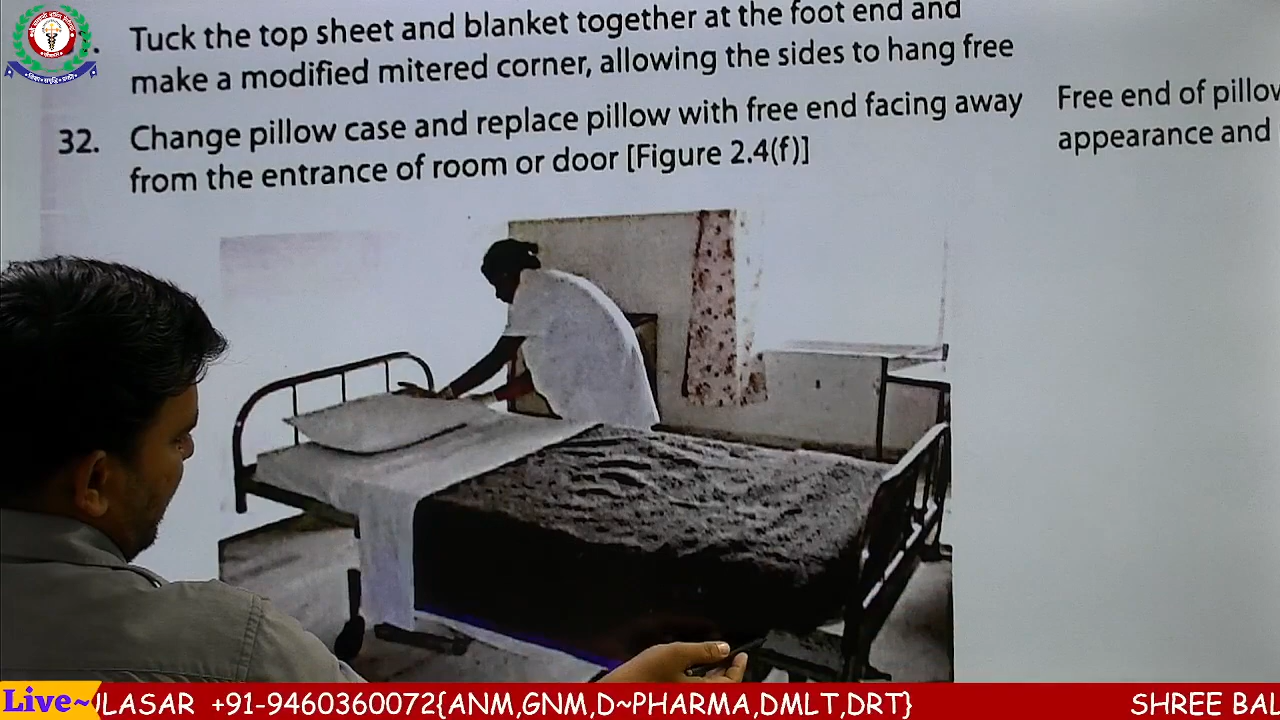 Tuck the top sheet and blanket together at the foot end and
make a modified mitered corner, allowing the sides to hang free
32. Change pillow case and replace pillow with free end facing away
from the entrance of room or door [Figure 2.4(f)]
Free end of pillow
appearance and
Live~ ULASAR +91-9460360072{ANM,GNM,D~PHARMA,DMLT,DRT} SHREE BAL